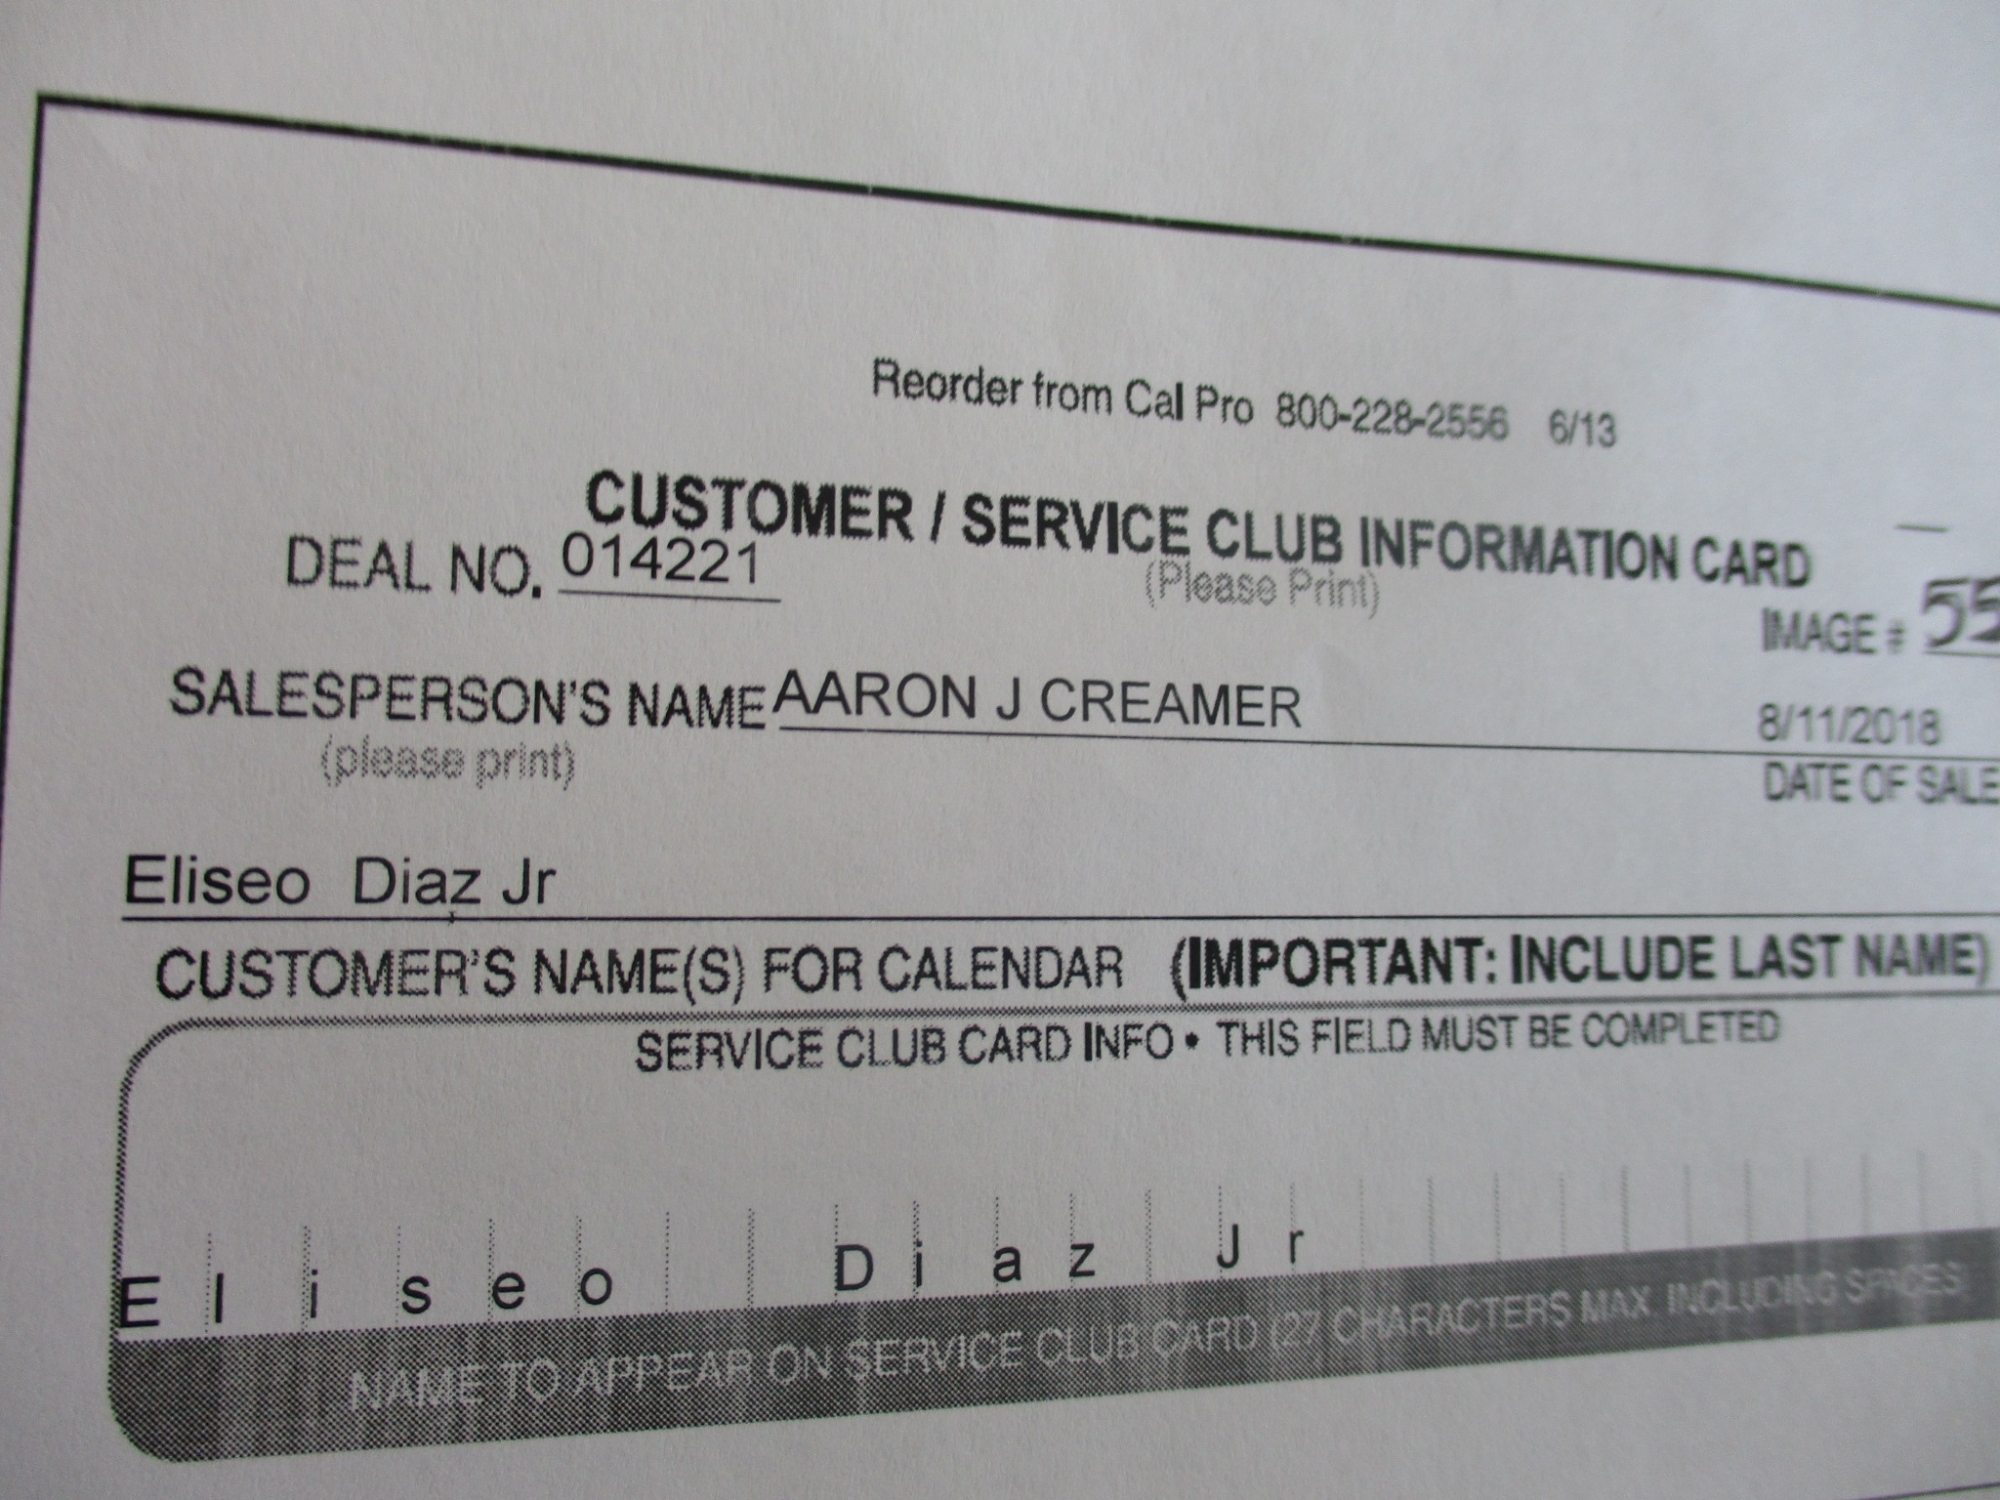 Reorder from Cal Pro 800-228-2556 6/13
CUSTOMER / SERVICE CLUB INFORMATION CARD
DEAL NO. 014221
(Please Print)
IMAGE #
SALESPERSON'S NAME AARON J CREAMER
8/11/2018
(please print)
DATE OF SALE
Eliseo Diaz Jr
CUSTOMER'S NAME(S) FOR CALENDAR (IMPORTANT: INCLUDE LAST NAME)
SERVICE CLUB CARD INFO • THIS FIELD MUST BE COMPLETED
Eliseo Diaz Jr
NAME TO APPEAR ON SERVICE CLUB CARD (27 CHARACTERS MAX. INCLUDING SPACES)